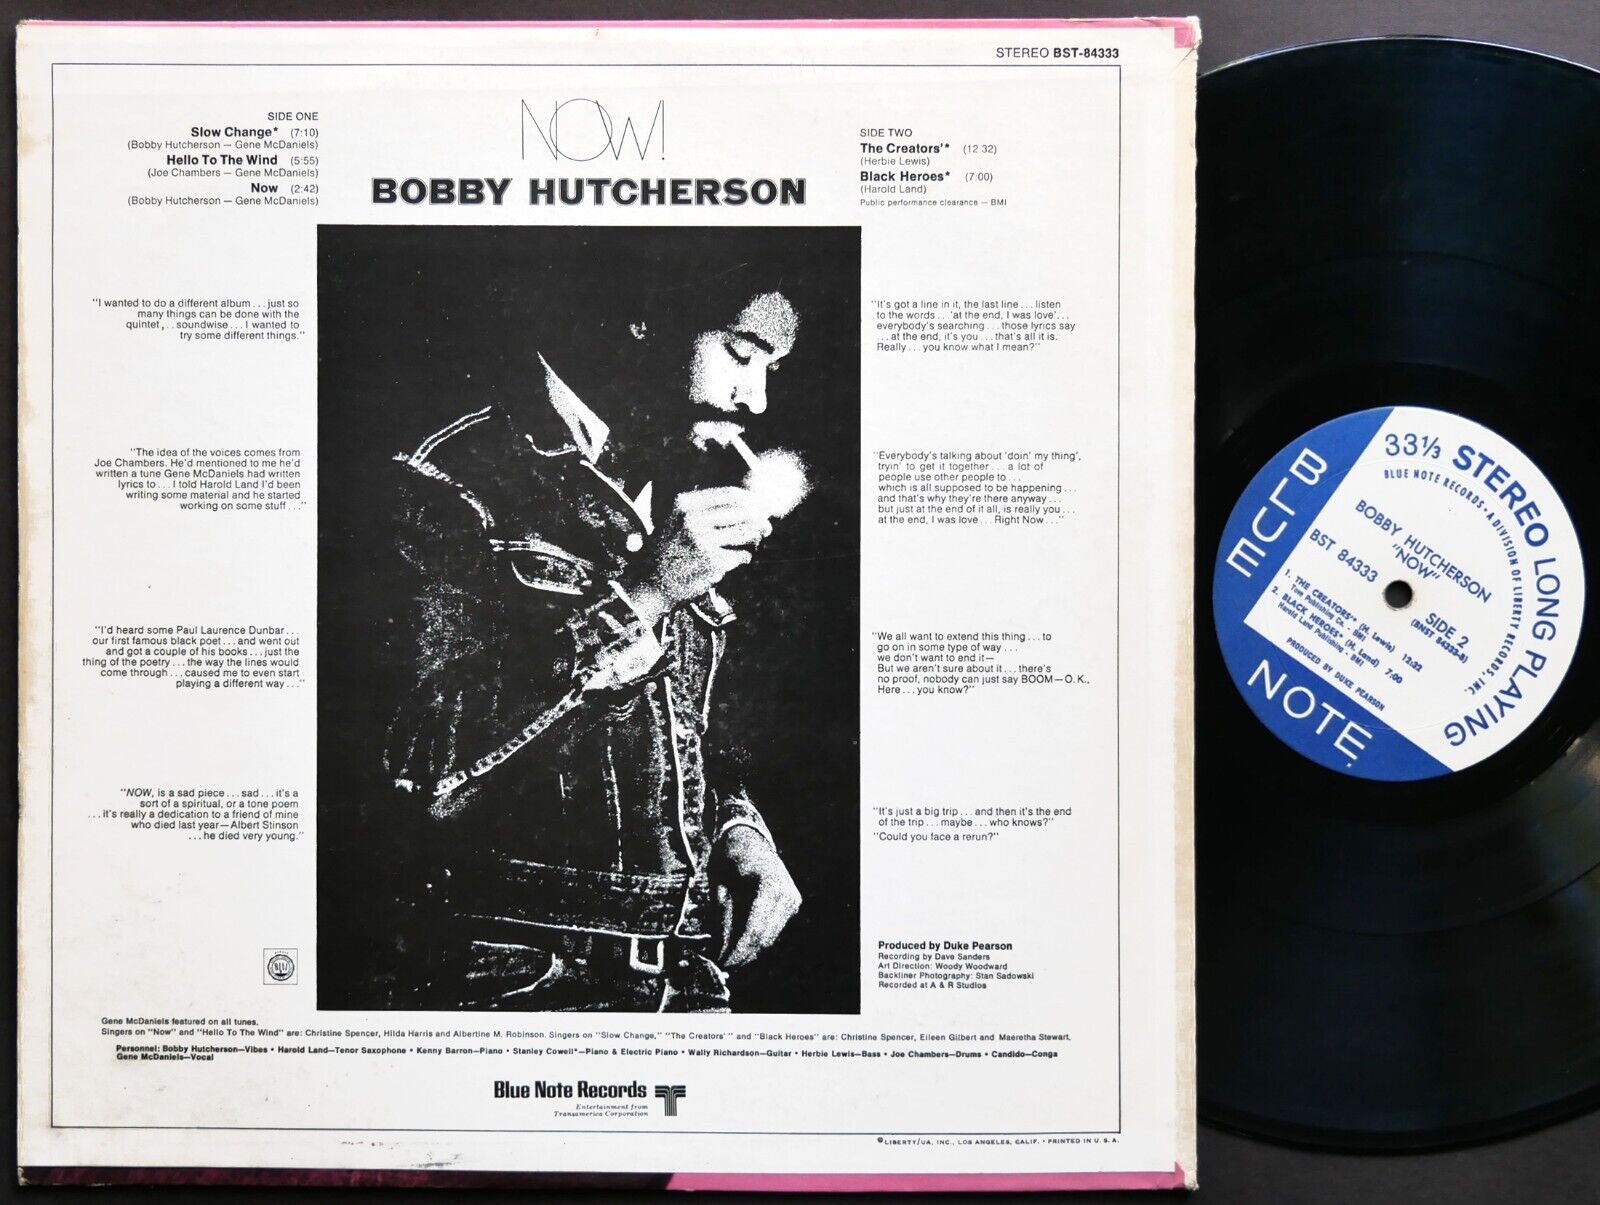 STEREO BST-84333
SIDE ONE
Slow Change* (7:10)
(Bobby Hutcherson — Gene McDaniels)
Hello To The Wind (5:55)
(Joe Chambers — Gene McDaniels)
Now (2:42)
(Bobby Hutcherson — Gene McDaniels)
NOW!
BOBBY HUTCHERSON
SIDE TWO
The Creators'* (12:32)
(Herbie Lewis)
Black Heroes* (7:00)
(Harold Land)
Public performance clearance — BMI
"I wanted to do a different album...just so
many things can be done with the
quintet,..soundwise...I wanted to
try some different things."
"The idea of the voices comes from
Joe Chambers. He'd mentioned to me he'd
written a tune Gene McDaniels had written
lyrics to...I told Harold Land I'd been
writing some material and he started
working on some stuff..."
"I'd heard some Paul Laurence Dunbar...
our first famous black poet...and went out
and got a couple of his books...just the
thing of the poetry...the way the lines would
come through...caused me to even start
playing a different way..."
"NOW, is a sad piece...sad...it's a
sort of a spiritual, or a tone poem
...it's really a dedication to a friend of mine
who died last year—Albert Stinson
...he died very young."
"It's got a line in it, the last line...listen
to the words...'at the end, I was love'...
everybody's searching...those lyrics say
...at the end, it's you...that's all it is.
Really...you know what I mean?"
"Everybody's talking about 'doin' my thing',
tryin' to get it together...a lot of
people use other people to...
which is all supposed to be happening...
and that's why they're there anyway...
but just at the end of it all, is really you...
at the end, I was love...Right Now..."
"We all want to extend this thing...to
go on in some type of way...
we don't want to end it—
But we aren't sure about it...there's
no proof, nobody can just say BOOM—O.K.,
Here...you know?"
"It's just a big trip...and then it's the end
of the trip...maybe...who knows?"
"Could you face a rerun?"
Produced by Duke Pearson
Recording by Dave Sanders
Art Direction: Woody Woodward
Backliner Photography: Stan Sadowski
Recorded at A & R Studios
Gene McDaniels featured on all tunes.
Singers on "Now" and "Hello To The Wind" are: Christine Spencer, Hilda Harris and Albertine M. Robinson. Singers on "Slow Change," "The Creators'" and "Black Heroes" are: Christine Spencer, Eileen Gilbert and Maeretha Stewart.
Personnel: Bobby Hutcherson—Vibes • Harold Land—Tenor Saxophone • Kenny Barron—Piano • Stanley Cowell*—Piano & Electric Piano • Wally Richardson—Guitar • Herbie Lewis—Bass • Joe Chambers—Drums • Candido—Conga
Gene McDaniels—Vocal
Blue Note Records
Entertainment from
Transamerica Corporation
©LIBERTY/UA, INC., LOS ANGELES, CALIF. • PRINTED IN U. S. A.
33⅓ STEREO LONG PLAYING
BLUE NOTE RECORDS • A DIVISION OF LIBERTY RECORDS, INC.
BLUE
NOTE
BOBBY HUTCHERSON
"NOW"
BST 84333
SIDE 2
(BNST 84333-B)
1. THE CREATORS'* (H. Lewis) 12:32
Tom Publishing Co. - BMI
2. BLACK HEROES* (H. Land) 7:00
Harold Land Publishing - BMI
PRODUCED BY DUKE PEARSON